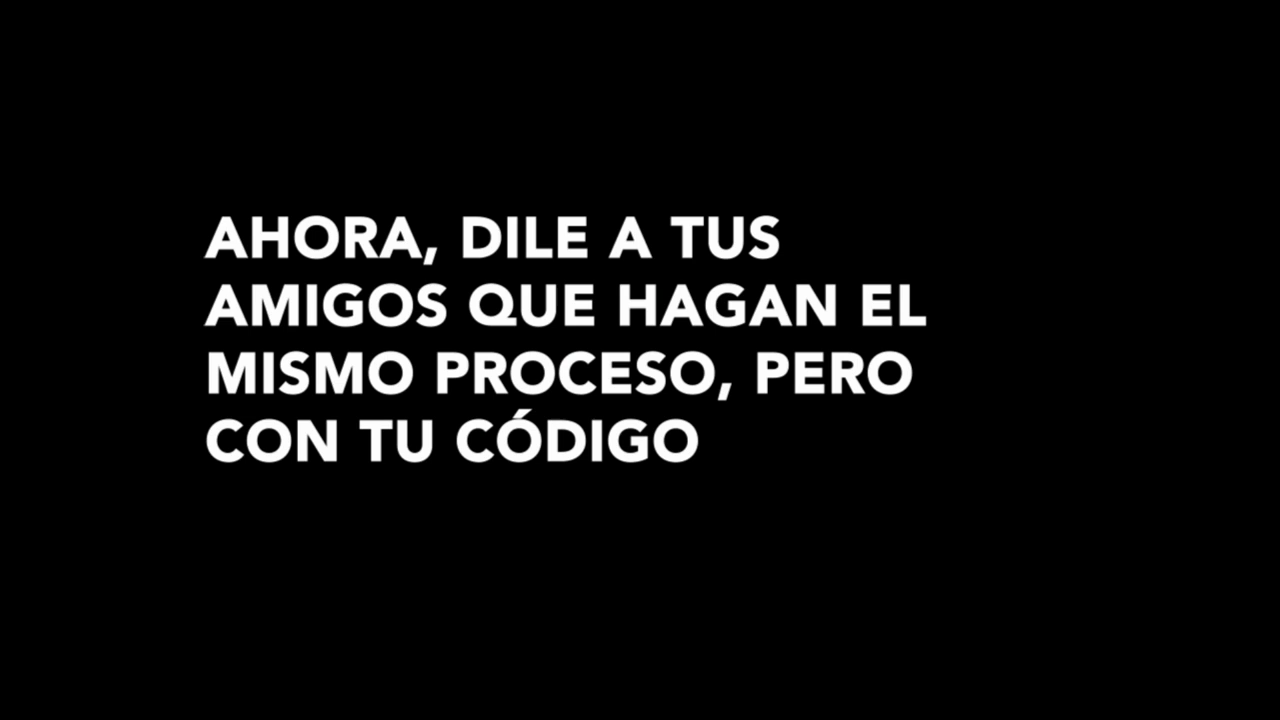 AHORA, DILE A TUS
AMIGOS QUE HAGAN EL
MISMO PROCESO, PERO
CON TU CÓDIGO